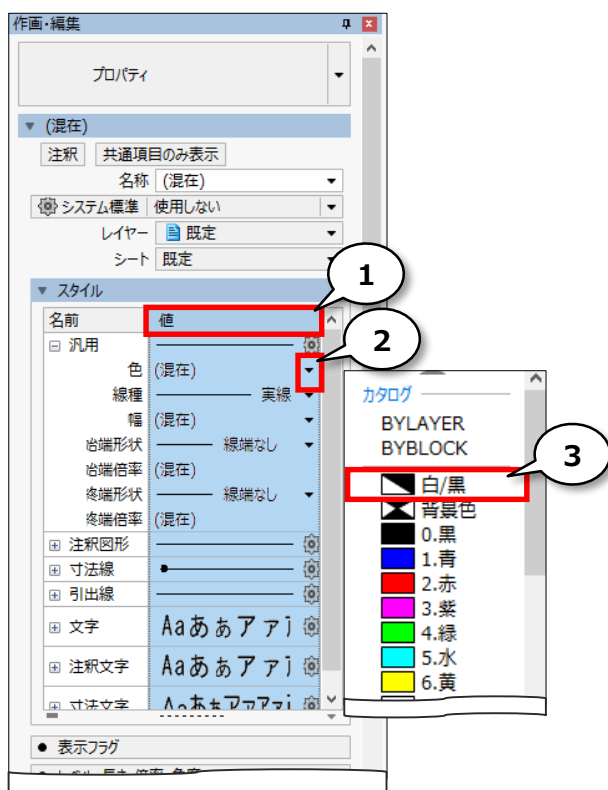 作画・編集
プロパティ
(混在)
注釈 共通項目のみ表示
名称 (混在)
システム標準 使用しない
レイヤー 既定
シート 既定
1
スタイル
名前 値
2
汎用
色 (混在)
線種 実線
幅 (混在)
始端形状 線端なし
始端倍率 (混在)
終端形状 線端なし
終端倍率 (混在)
注釈図形
寸法線
引出線
文字 Aaあぁアァi
注釈文字 Aaあぁアァi
寸法文字
表示フラグ
カタログ
BYLAYER
BYBLOCK
3
白/黒
背景色
0.黒
1.青
2.赤
3.紫
4.緑
5.水
6.黄